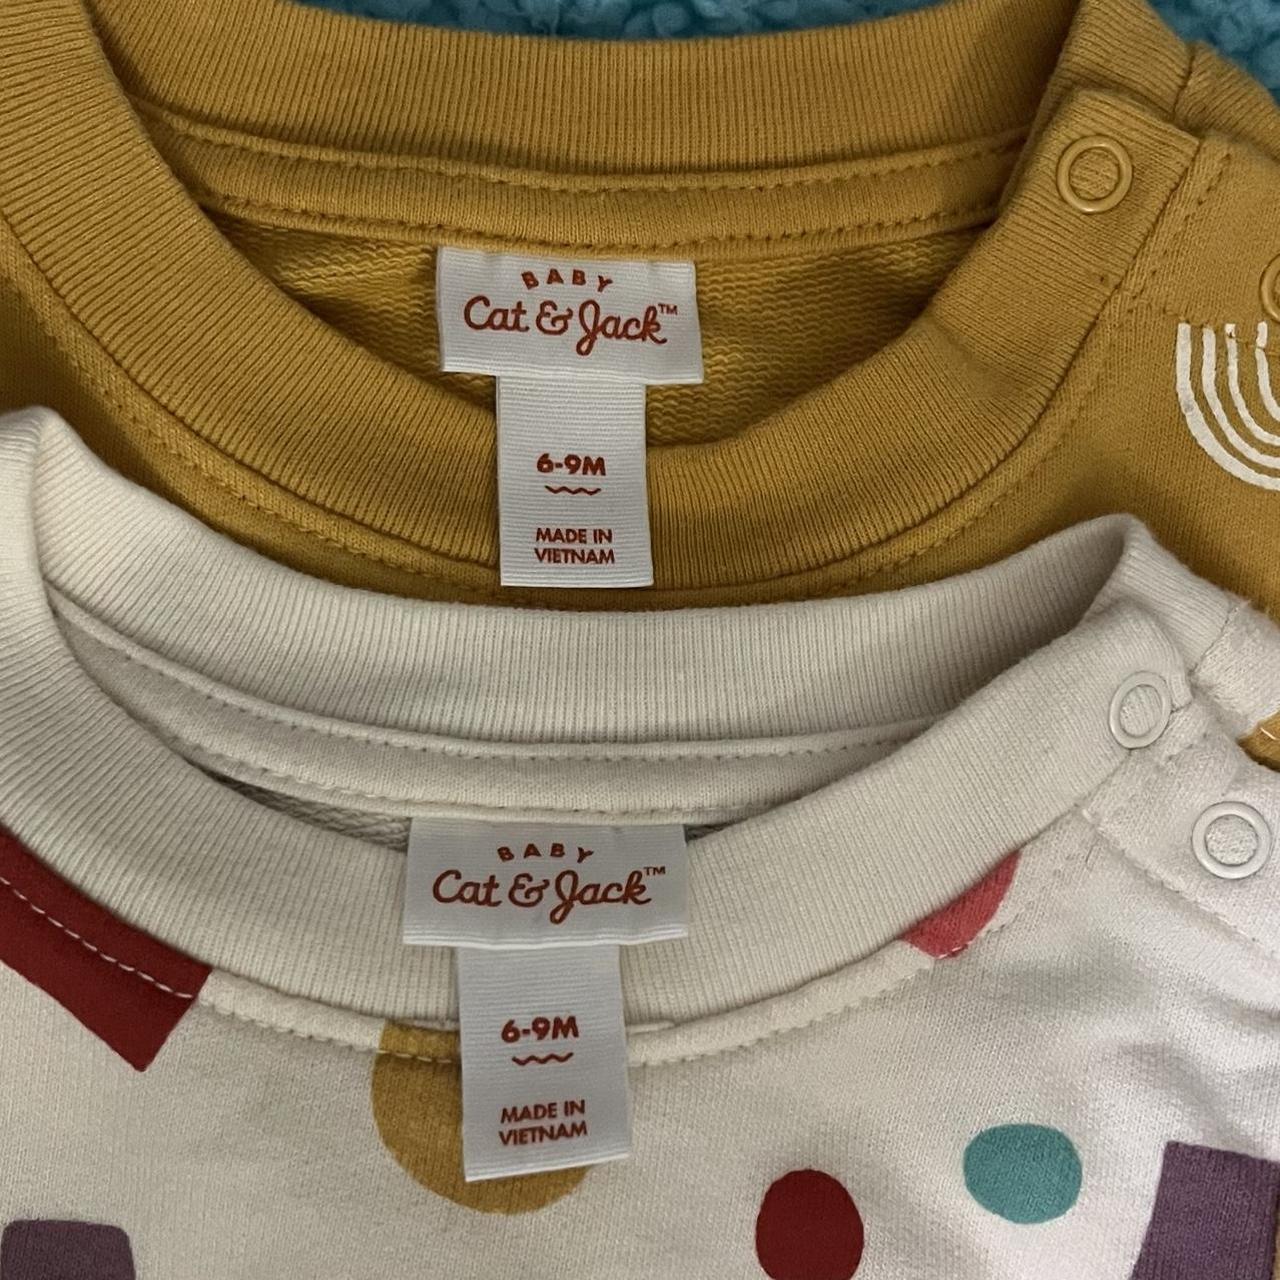 BABY
Cat & Jack™
6-9M
MADE IN
VIETNAM
BABY
Cat & Jack™
6-9M
MADE IN
VIETNAM